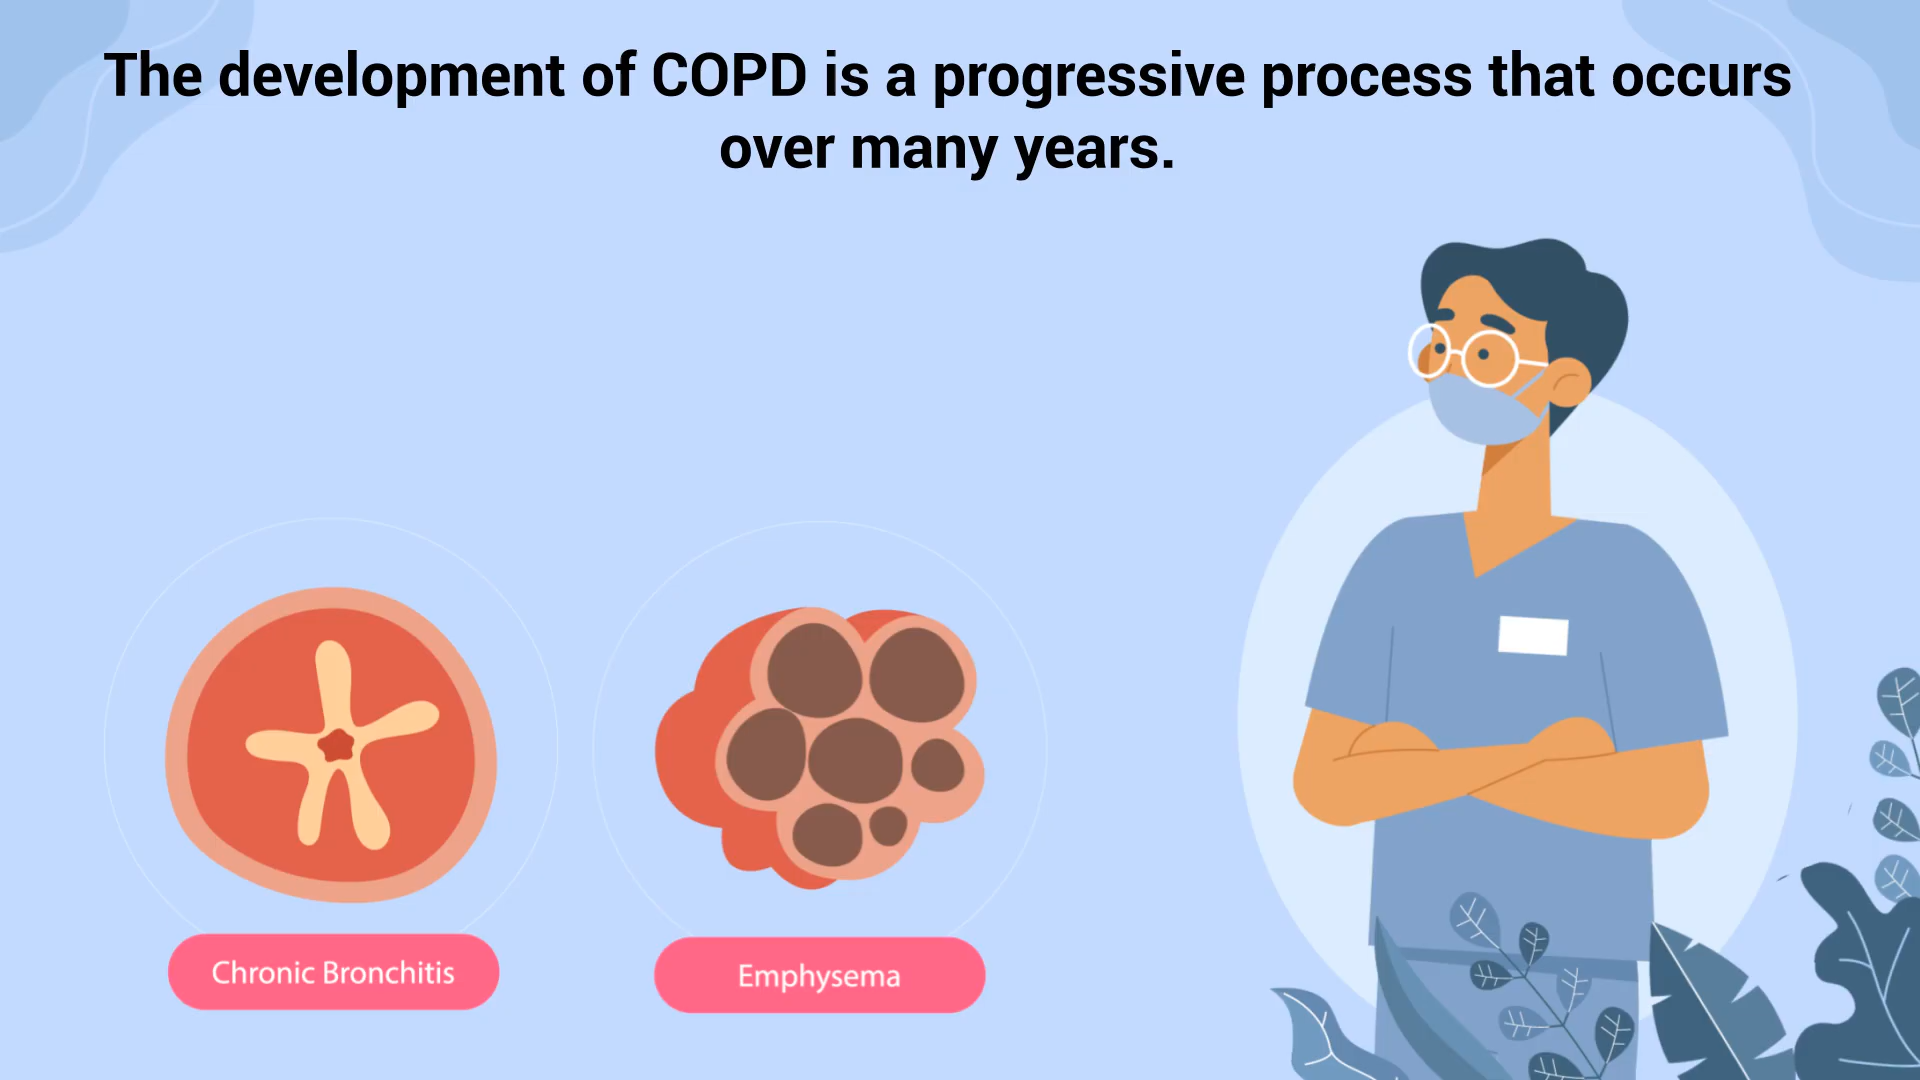 The development of COPD is a progressive process that occurs
over many years.
Chronic Bronchitis
Emphysema